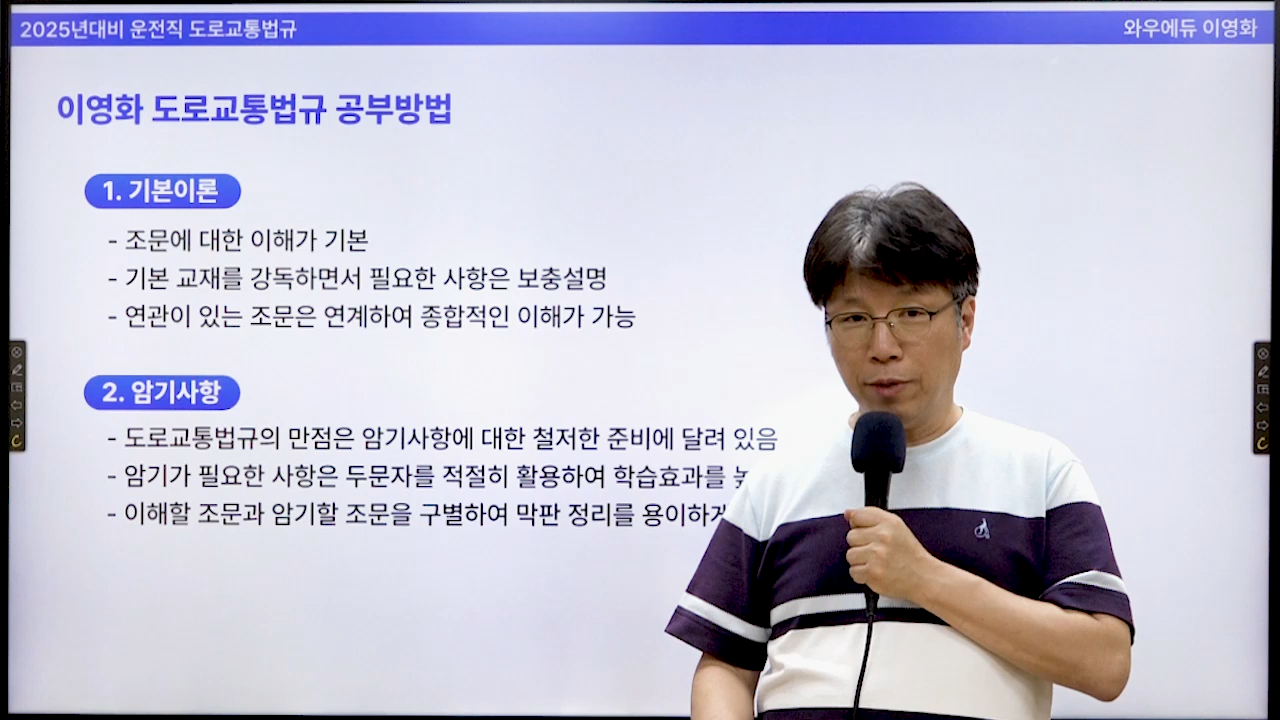 2025년대비 운전직 도로교통법규
와우에듀 이영화
이영화 도로교통법규 공부방법
1. 기본이론
- 조문에 대한 이해가 기본
- 기본 교재를 강독하면서 필요한 사항은 보충설명
- 연관이 있는 조문은 연계하여 종합적인 이해가 가능
2. 암기사항
- 도로교통법규의 만점은 암기사항에 대한 철저한 준비에 달려 있음
- 암기가 필요한 사항은 두문자를 적절히 활용하여 학습효과를
- 이해할 조문과 암기할 조문을 구별하여 막판 정리를